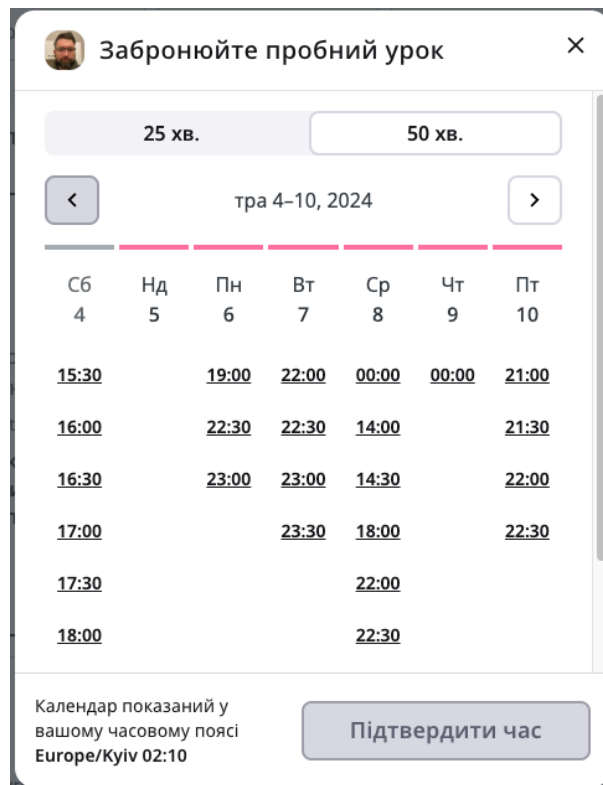 Забронюйте пробний урок
25 хв. 50 хв.
тра 4–10, 2024
Сб Нд Пн Вт Ср Чт Пт
4 5 6 7 8 9 10
15:30 19:00 22:00 00:00 00:00 21:00
16:00 22:30 22:30 14:00 21:30
16:30 23:00 23:00 14:30 22:00
17:00 23:30 18:00 22:30
17:30 22:00
18:00 22:30
Календар показаний у
вашому часовому поясі
Europe/Kyiv 02:10
Підтвердити час